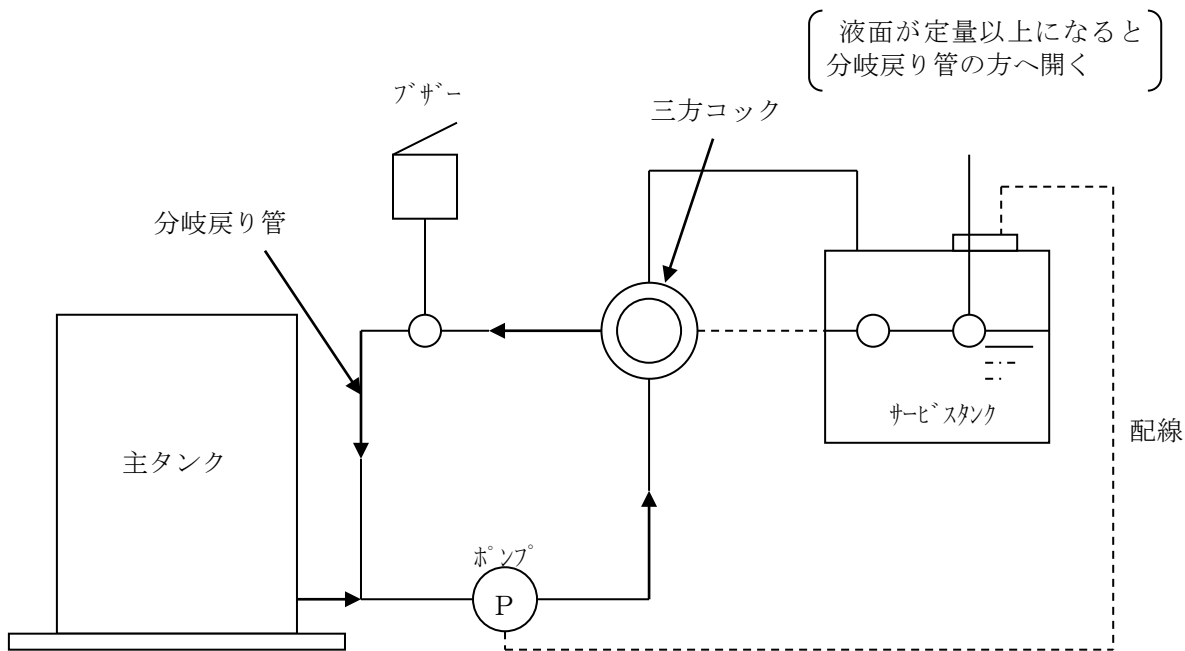 液面が定量以上になると
分岐戻り管の方へ開く
ﾌﾞｻﾞｰ
三方コック
分岐戻り管
ｻｰﾋﾞｽﾀﾝｸ
配線
主タンク
ﾎﾟﾝﾌﾟ
P